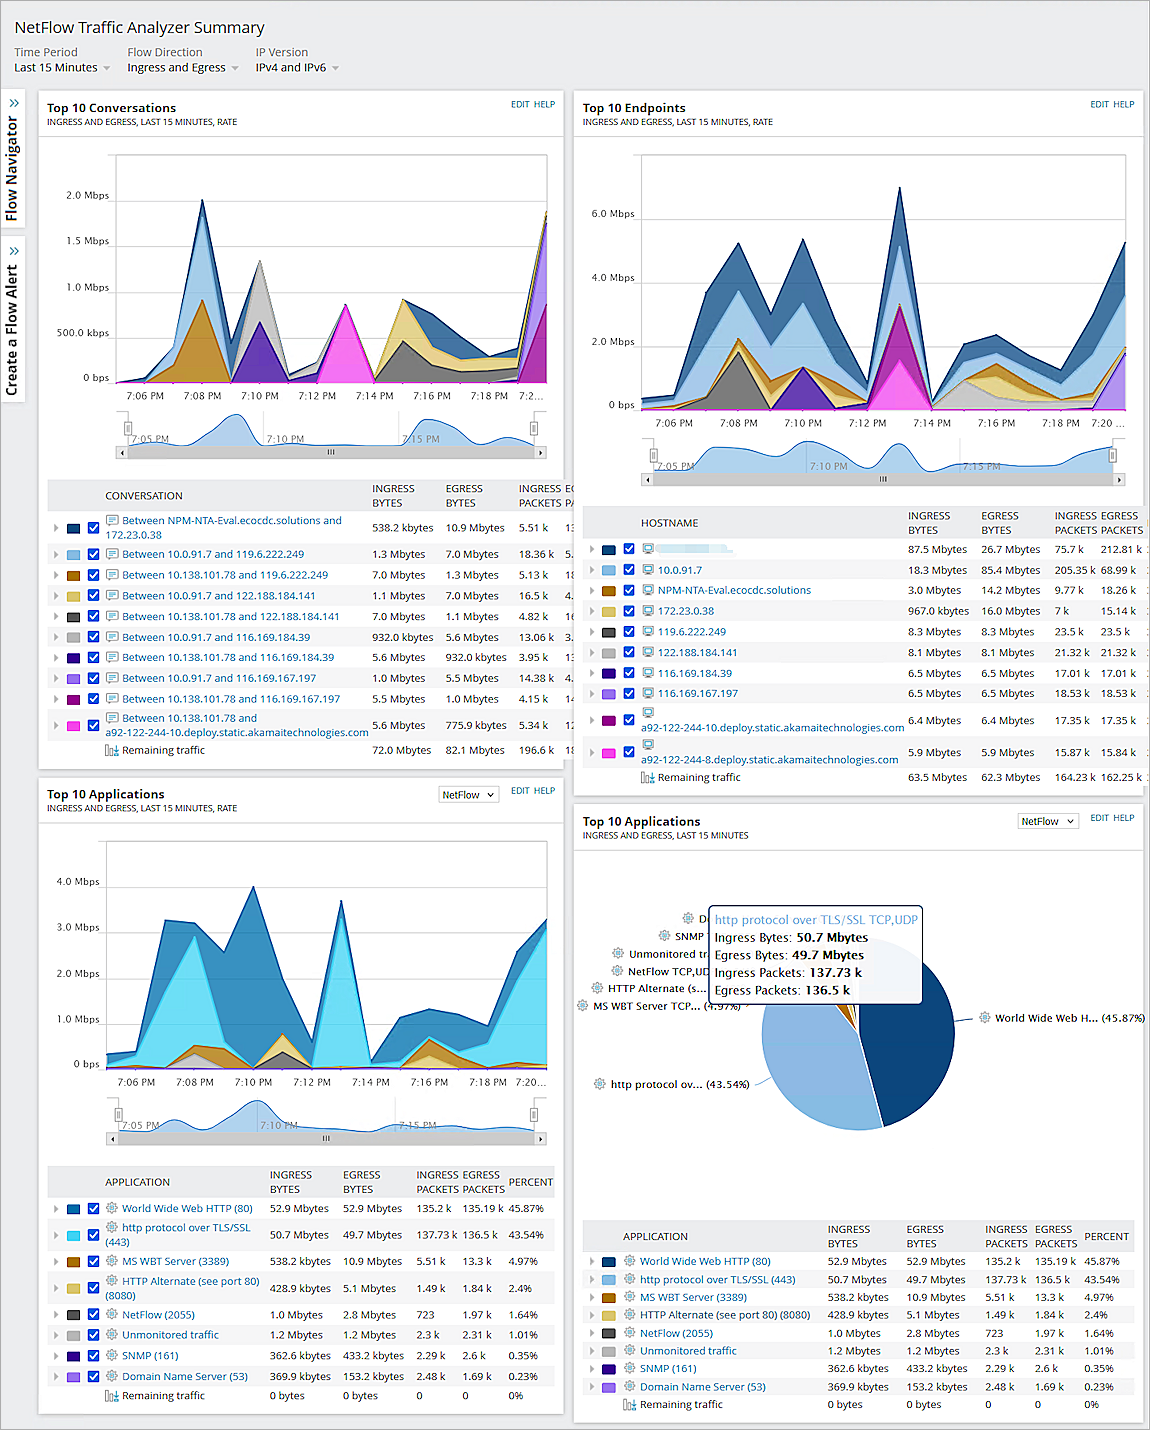 NetFlow Traffic Analyzer Summary
Time Period Flow Direction IP Version
Last 15 Minutes Ingress and Egress IPv4 and IPv6
Flow Navigator
Create a Flow Alert
Top 10 Conversations EDIT HELP
INGRESS AND EGRESS, LAST 15 MINUTES, RATE
2.0 Mbps
1.5 Mbps
1.0 Mbps
500.0 kbps
0 bps
7:06 PM 7:08 PM 7:10 PM 7:12 PM 7:14 PM 7:16 PM 7:18 PM 7:2...
7:05 PM 7:10 PM 7:15 PM
CONVERSATION INGRESS BYTES EGRESS BYTES INGRESS PACKETS
Between NPM-NTA-Eval.ecocdc.solutions and
172.23.0.38 538.2 kbytes 10.9 Mbytes 5.51 k
Between 10.0.91.7 and 119.6.222.249 1.3 Mbytes 7.0 Mbytes 18.36 k
Between 10.138.101.78 and 119.6.222.249 7.0 Mbytes 1.3 Mbytes 5.13 k
Between 10.0.91.7 and 122.188.184.141 1.1 Mbytes 7.0 Mbytes 16.5 k
Between 10.138.101.78 and 122.188.184.141 7.0 Mbytes 1.1 Mbytes 4.82 k
Between 10.0.91.7 and 116.169.184.39 932.0 kbytes 5.6 Mbytes 13.06 k
Between 10.138.101.78 and 116.169.184.39 5.6 Mbytes 932.0 kbytes 3.95 k
Between 10.0.91.7 and 116.169.167.197 1.0 Mbytes 5.5 Mbytes 14.38 k
Between 10.138.101.78 and 116.169.167.197 5.5 Mbytes 1.0 Mbytes 4.15 k
Between 10.138.101.78 and
a92-122-244-10.deploy.static.akamaitechnologies.com 5.6 Mbytes 775.9 kbytes 5.34 k
Remaining traffic 72.0 Mbytes 82.1 Mbytes 196.6 k
Top 10 Endpoints EDIT HELP
INGRESS AND EGRESS, LAST 15 MINUTES, RATE
6.0 Mbps
4.0 Mbps
2.0 Mbps
0 bps
7:06 PM 7:08 PM 7:10 PM 7:12 PM 7:14 PM 7:16 PM 7:18 PM 7:20 ...
7:05 PM 7:10 PM 7:15 PM
HOSTNAME INGRESS BYTES EGRESS BYTES INGRESS PACKETS EGRESS PACKETS
87.5 Mbytes 26.7 Mbytes 75.7 k 212.81 k
10.0.91.7 18.3 Mbytes 85.4 Mbytes 205.35 k 68.99 k
NPM-NTA-Eval.ecocdc.solutions 3.0 Mbytes 14.2 Mbytes 9.77 k 18.26 k
172.23.0.38 967.0 kbytes 16.0 Mbytes 7 k 15.14 k
119.6.222.249 8.3 Mbytes 8.3 Mbytes 23.5 k 23.5 k
122.188.184.141 8.1 Mbytes 8.1 Mbytes 21.32 k 21.32 k
116.169.184.39 6.5 Mbytes 6.5 Mbytes 17.01 k 17.01 k
116.169.167.197 6.5 Mbytes 6.5 Mbytes 18.53 k 18.53 k
a92-122-244-10.deploy.static.akamaitechnologies.com 6.4 Mbytes 6.4 Mbytes 17.35 k 17.35 k
a92-122-244-8.deploy.static.akamaitechnologies.com 5.9 Mbytes 5.9 Mbytes 15.87 k 15.84 k
Remaining traffic 63.5 Mbytes 62.3 Mbytes 164.23 k 162.25 k
Top 10 Applications NetFlow EDIT HELP
INGRESS AND EGRESS, LAST 15 MINUTES, RATE
4.0 Mbps
3.0 Mbps
2.0 Mbps
1.0 Mbps
0 bps
7:06 PM 7:08 PM 7:10 PM 7:12 PM 7:14 PM 7:16 PM 7:18 PM 7:20...
7:05 PM 7:10 PM 7:15 PM
APPLICATION INGRESS BYTES EGRESS BYTES INGRESS PACKETS EGRESS PACKETS PERCENT
World Wide Web HTTP (80) 52.9 Mbytes 52.9 Mbytes 135.2 k 135.19 k 45.87%
http protocol over TLS/SSL
(443) 50.7 Mbytes 49.7 Mbytes 137.73 k 136.5 k 43.54%
MS WBT Server (3389) 538.2 kbytes 10.9 Mbytes 5.51 k 13.3 k 4.97%
HTTP Alternate (see port 80)
(8080) 428.9 kbytes 5.1 Mbytes 1.49 k 1.84 k 2.4%
NetFlow (2055) 1.0 Mbytes 2.8 Mbytes 723 1.97 k 1.64%
Unmonitored traffic 1.2 Mbytes 1.2 Mbytes 2.3 k 2.31 k 1.01%
SNMP (161) 362.6 kbytes 433.2 kbytes 2.29 k 2.6 k 0.35%
Domain Name Server (53) 369.9 kbytes 153.2 kbytes 2.48 k 1.69 k 0.23%
Remaining traffic 0 bytes 0 bytes 0 0 0%
Top 10 Applications NetFlow EDIT HELP
INGRESS AND EGRESS, LAST 15 MINUTES
http protocol over TLS/SSL TCP,UDP
Ingress Bytes: 50.7 Mbytes
Egress Bytes: 49.7 Mbytes
Ingress Packets: 137.73 k
Egress Packets: 136.5 k
SNMP
Unmonitored tr
NetFlow TCP,UD
HTTP Alternate (s...
MS WBT Server TCP... (4.97%)
World Wide Web H... (45.87%)
http protocol ov... (43.54%)
APPLICATION INGRESS BYTES EGRESS BYTES INGRESS PACKETS EGRESS PACKETS PERCENT
World Wide Web HTTP (80) 52.9 Mbytes 52.9 Mbytes 135.2 k 135.19 k 45.87%
http protocol over TLS/SSL (443) 50.7 Mbytes 49.7 Mbytes 137.73 k 136.5 k 43.54%
MS WBT Server (3389) 538.2 kbytes 10.9 Mbytes 5.51 k 13.3 k 4.97%
HTTP Alternate (see port 80) (8080) 428.9 kbytes 5.1 Mbytes 1.49 k 1.84 k 2.4%
NetFlow (2055) 1.0 Mbytes 2.8 Mbytes 723 1.97 k 1.64%
Unmonitored traffic 1.2 Mbytes 1.2 Mbytes 2.3 k 2.31 k 1.01%
SNMP (161) 362.6 kbytes 433.2 kbytes 2.29 k 2.6 k 0.35%
Domain Name Server (53) 369.9 kbytes 153.2 kbytes 2.48 k 1.69 k 0.23%
Remaining traffic 0 bytes 0 bytes 0 0 0%